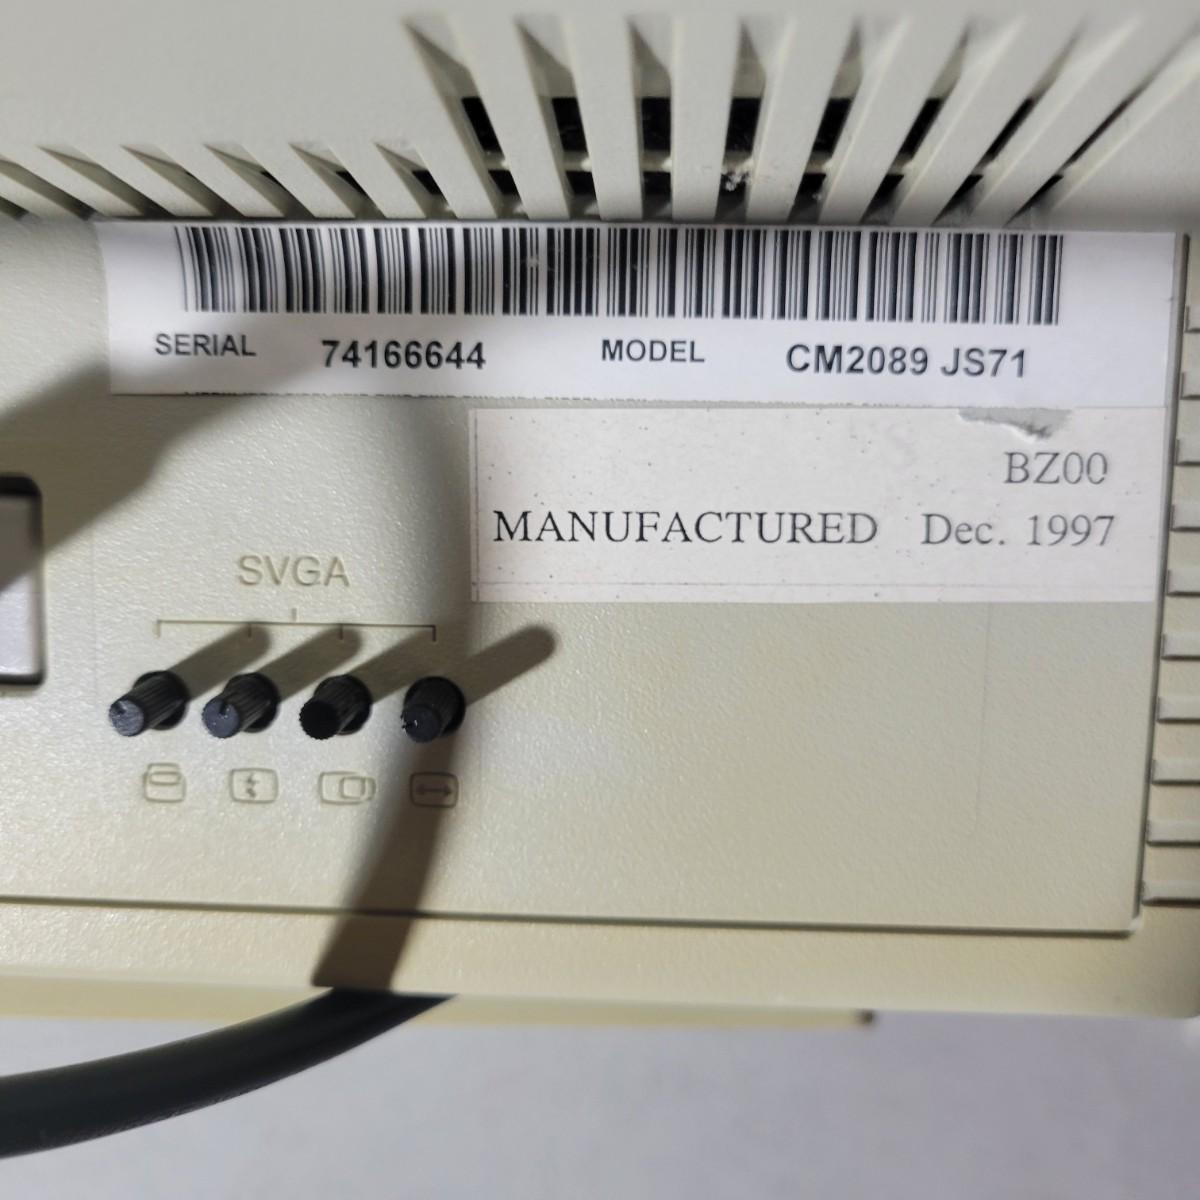 SERIAL 74166644 MODEL CM2089 JS71
BZ00
MANUFACTURED Dec. 1997
SVGA